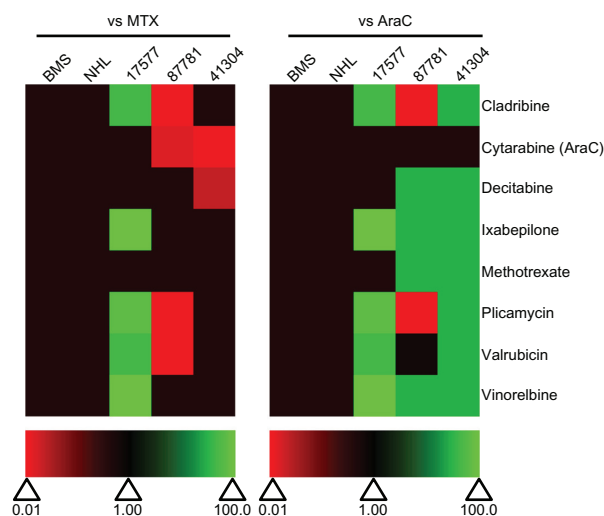 vs MTX
vs AraC
BMS NHL 17577 87781 41304
BMS NHL 17577 87781 41304
Cladribine
Cytarabine (AraC)
Decitabine
Ixabepilone
Methotrexate
Plicamycin
Valrubicin
Vinorelbine
0.01 1.00 100.0
0.01 1.00 100.0